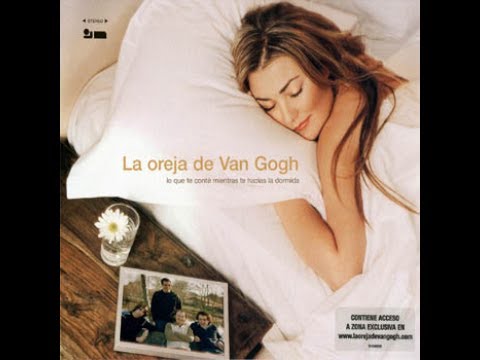 STEREO
La oreja de Van Gogh
lo que te conté mientras te hacías la dormida
CONTIENE ACCESO
A ZONA EXCLUSIVA EN
www.laorejadevangogh.com